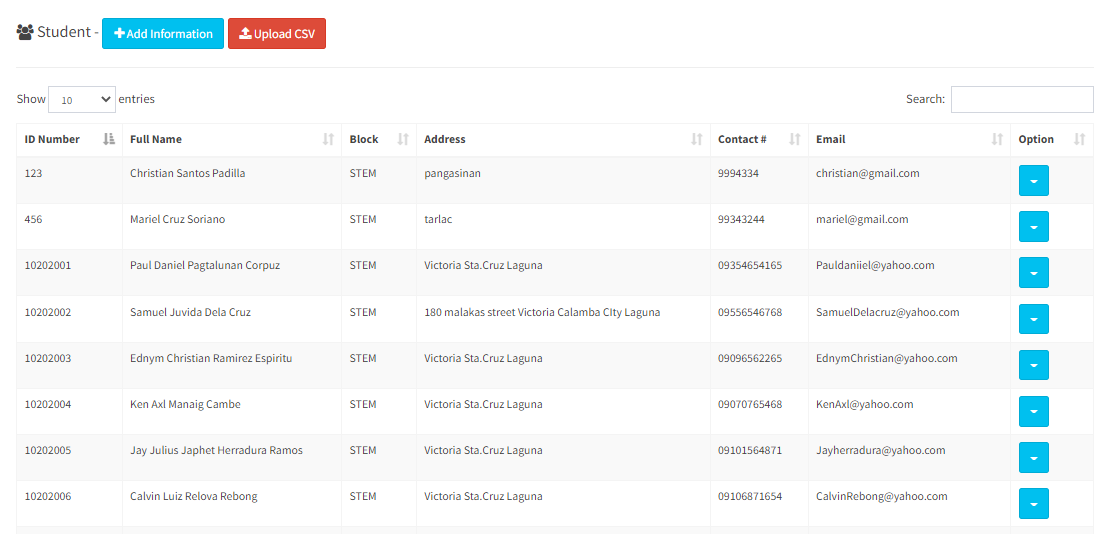 Student - Add Information Upload CSV
Show 10 entries Search:
ID Number Full Name Block Address Contact # Email Option
123 Christian Santos Padilla STEM pangasinan 9994334 christian@gmail.com
456 Mariel Cruz Soriano STEM tarlac 99343244 mariel@gmail.com
10202001 Paul Daniel Pagtalunan Corpuz STEM Victoria Sta.Cruz Laguna 09354654165 Pauldaniiel@yahoo.com
10202002 Samuel Juvida Dela Cruz STEM 180 malakas street Victoria Calamba CIty Laguna 09556546768 SamuelDelacruz@yahoo.com
10202003 Ednym Christian Ramirez Espiritu STEM Victoria Sta.Cruz Laguna 09096562265 EdnymChristian@yahoo.com
10202004 Ken Axl Manaig Cambe STEM Victoria Sta.Cruz Laguna 09070765468 KenAxl@yahoo.com
10202005 Jay Julius Japhet Herradura Ramos STEM Victoria Sta.Cruz Laguna 09101564871 Jayherradura@yahoo.com
10202006 Calvin Luiz Relova Rebong STEM Victoria Sta.Cruz Laguna 09106871654 CalvinRebong@yahoo.com